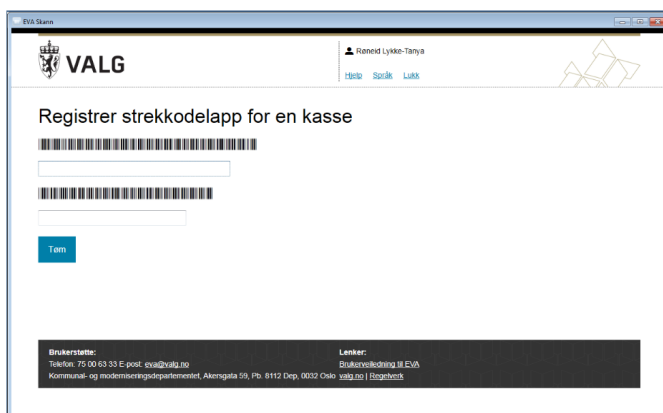 EVA Skann
VALG
Røneid Lykke-Tanya
Hjelp Språk Lukk
Registrer strekkodelapp for en kasse
Tøm
Brukerstøtte:
Telefon: 75 00 63 33 E-post: eva@valg.no
Kommunal- og moderniseringsdepartementet, Akersgata 59, Pb. 8112 Dep, 0032 Oslo
Lenker:
Brukerveiledning til EVA
valg.no | Regelverk